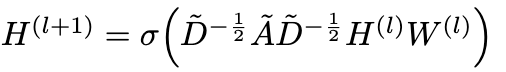 H^{(l+1)} = σ(D̃^{-1/2} Ã D̃^{-1/2} H^{(l)} W^{(l)})